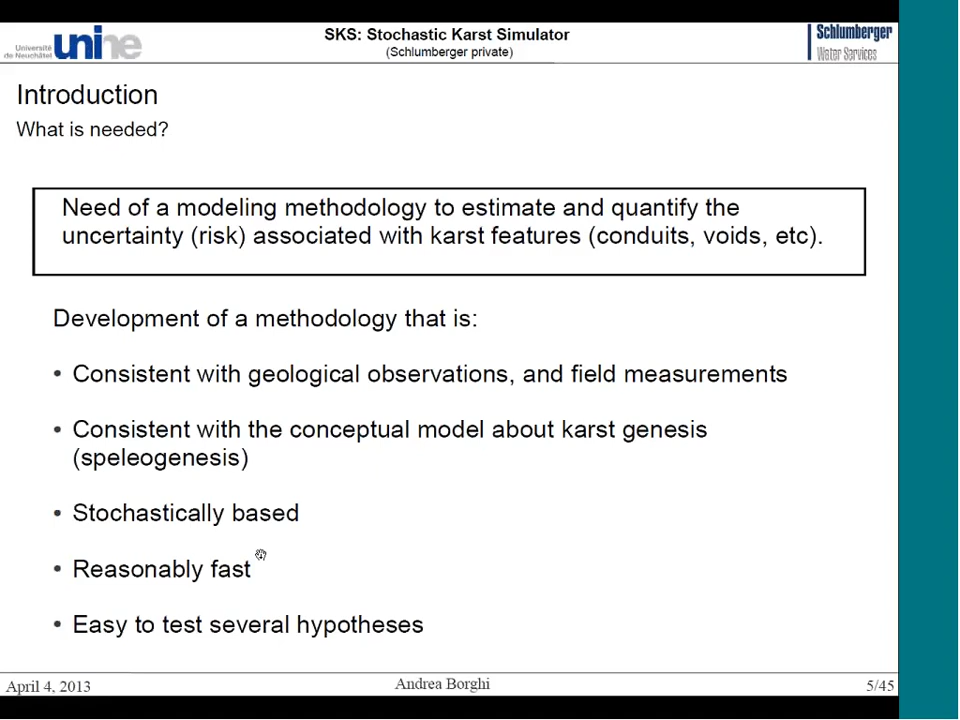 Université
de Neuchâtel
unine
SKS: Stochastic Karst Simulator
(Schlumberger private)
Schlumberger
Water Services
Introduction
What is needed?
Need of a modeling methodology to estimate and quantify the
uncertainty (risk) associated with karst features (conduits, voids, etc).
Development of a methodology that is:
• Consistent with geological observations, and field measurements
• Consistent with the conceptual model about karst genesis
(speleogenesis)
• Stochastically based
• Reasonably fast
• Easy to test several hypotheses
April 4, 2013
Andrea Borghi
5/45